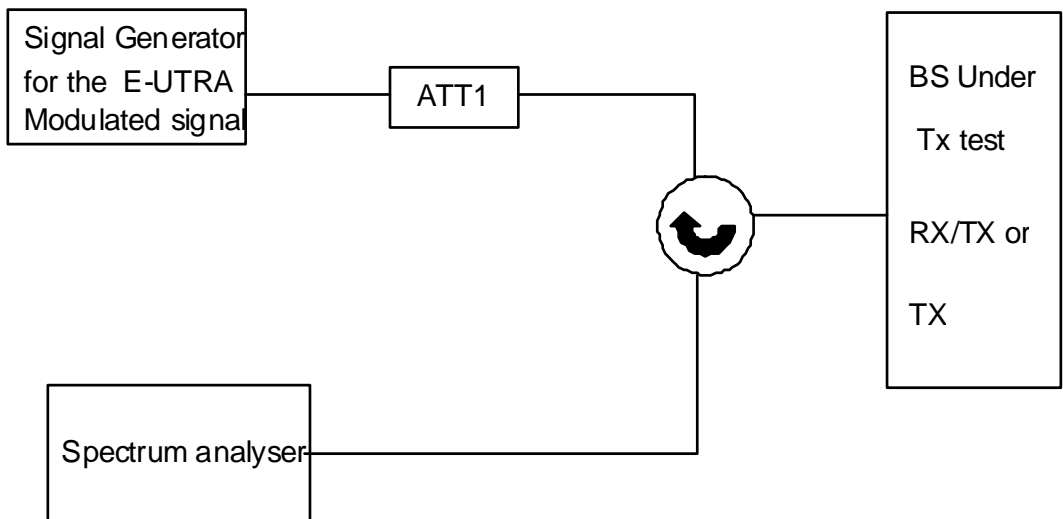 Signal Generator
for the E-UTRA
Modulated signal
ATT1
BS Under
Tx test
RX/TX or
TX
Spectrum analyser